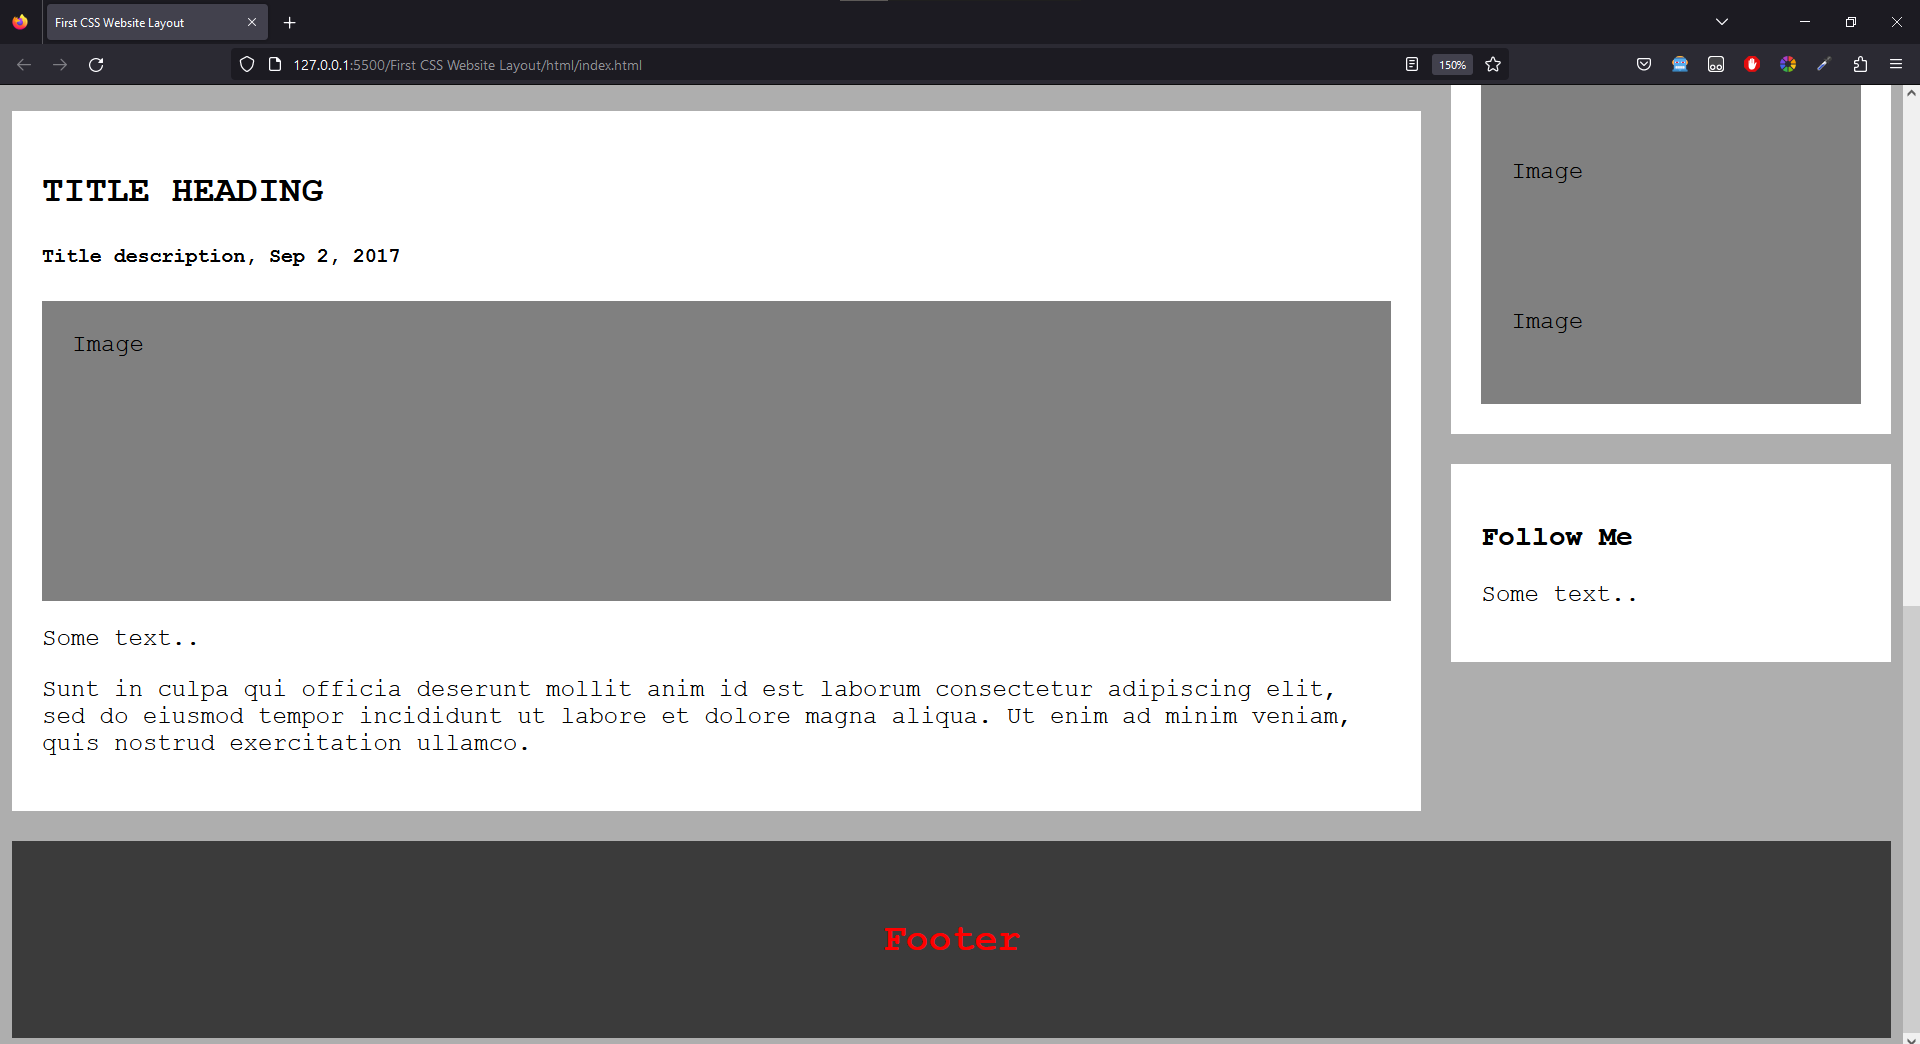 First CSS Website Layout
127.0.0.1:5500/First CSS Website Layout/html/index.html
150%
TITLE HEADING
Title description, Sep 2, 2017
Image
Some text..
Sunt in culpa qui officia deserunt mollit anim id est laborum consectetur adipiscing elit,
sed do eiusmod tempor incididunt ut labore et dolore magna aliqua. Ut enim ad minim veniam,
quis nostrud exercitation ullamco.
Image
Image
Follow Me
Some text..
Footer